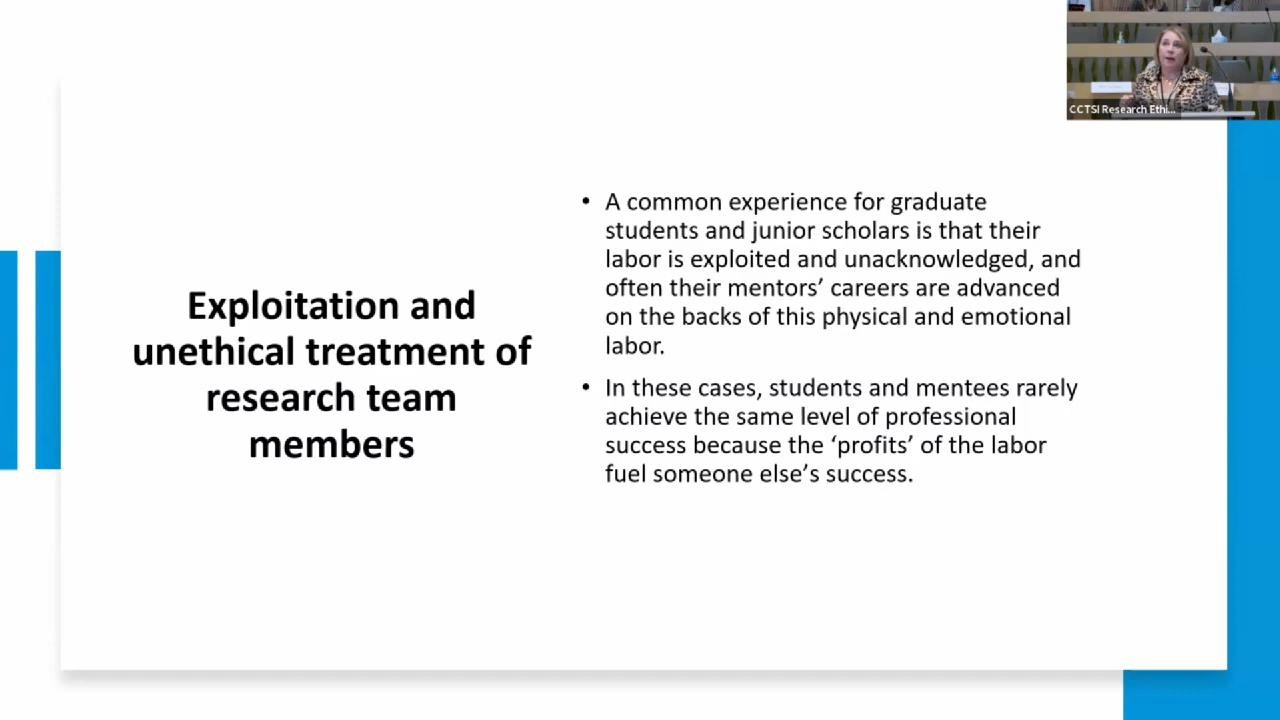 CCTSI Research Ethi...
Exploitation and
unethical treatment of
research team
members
• A common experience for graduate
students and junior scholars is that their
labor is exploited and unacknowledged, and
often their mentors’ careers are advanced
on the backs of this physical and emotional
labor.
• In these cases, students and mentees rarely
achieve the same level of professional
success because the ‘profits’ of the labor
fuel someone else’s success.